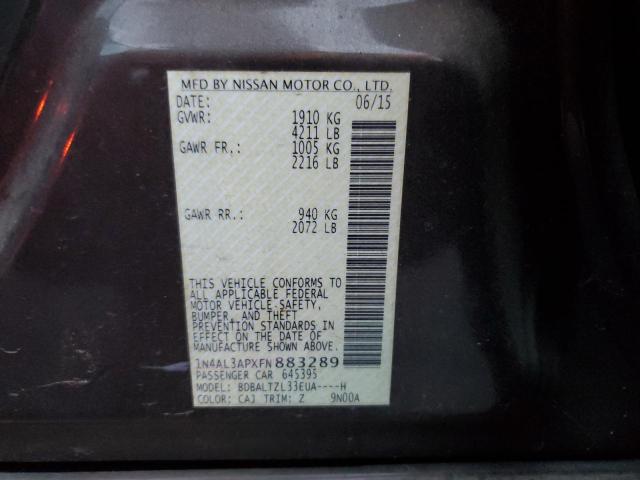 MFD BY NISSAN MOTOR CO., LTD.
DATE: 06/15
GVWR: 1910 KG
4211 LB
GAWR FR.: 1005 KG
2216 LB
GAWR RR.: 940 KG
2072 LB
THIS VEHICLE CONFORMS TO
ALL APPLICABLE FEDERAL
MOTOR VEHICLE-SAFETY,
BUMPER, AND THEFT
PREVENTION STANDARDS
IN EFFECT ON THE DATE OF
MANUFACTURE SHOWN ABOVE.
1N4AL3APXFN883289
PASSENGER CAR 645395
MODEL: BDBALTZL33EUA----H
COLOR: CAJ TRIM: Z 9N00A